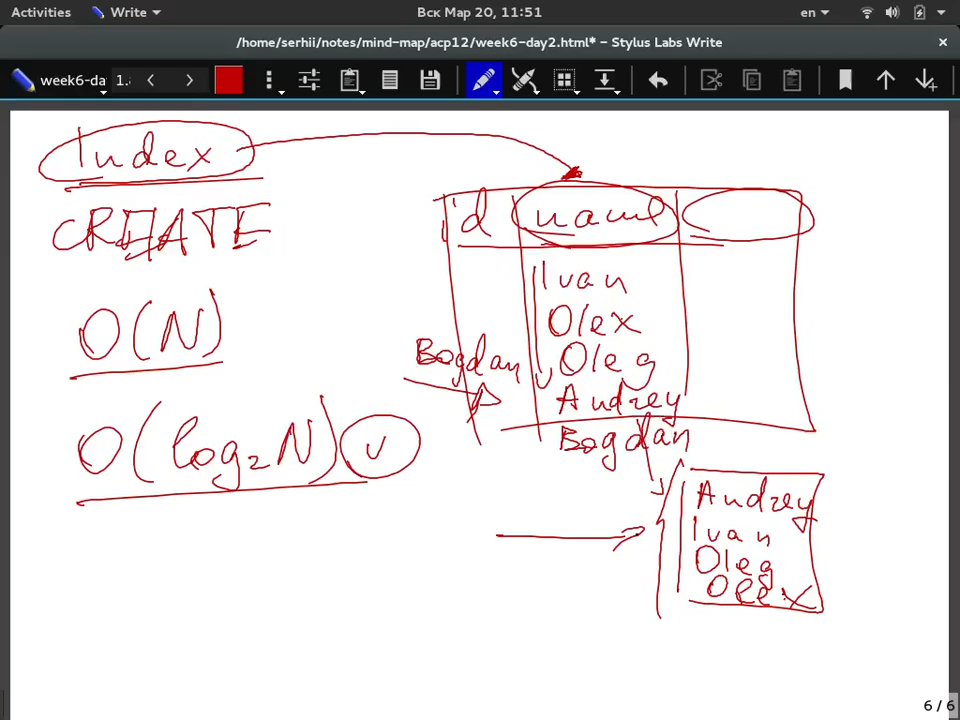 Activities
Write
Вск Мар 20, 11:51
en
/home/serhii/notes/mind-map/acp12/week6-day2.html* – Stylus Labs Write
week6-da 1.
Index
CREATE
O(N)
O(log₂N) v
id name
Ivan
Olex
Oleg
Andrey
Bogdan
Bogdan
Andrey
Ivan
Oleg
Olex
6 / 6